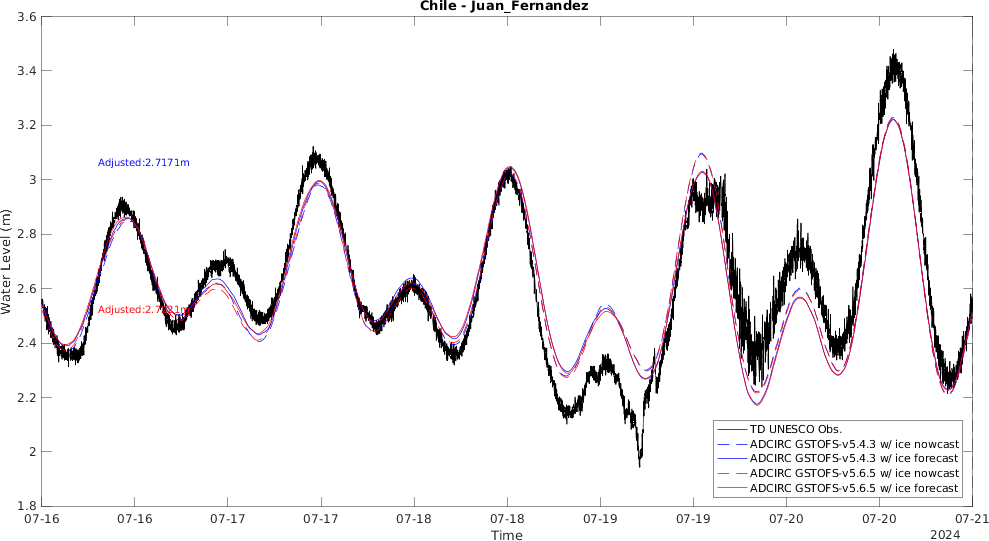 Chile - Juan_Fernandez
3.6
3.4
3.2
3
2.8
2.6
2.4
2.2
2
1.8
Water Level (m)
Adjusted:2.7171m
TD UNESCO Obs.
ADCIRC GSTOFS-v5.4.3 w/ ice nowcast
ADCIRC GSTOFS-v5.4.3 w/ ice forecast
ADCIRC GSTOFS-v5.6.5 w/ ice nowcast
ADCIRC GSTOFS-v5.6.5 w/ ice forecast
07-16 07-16 07-17 07-17 07-18 07-18 07-19 07-19 07-20 07-20 07-21
Time
2024